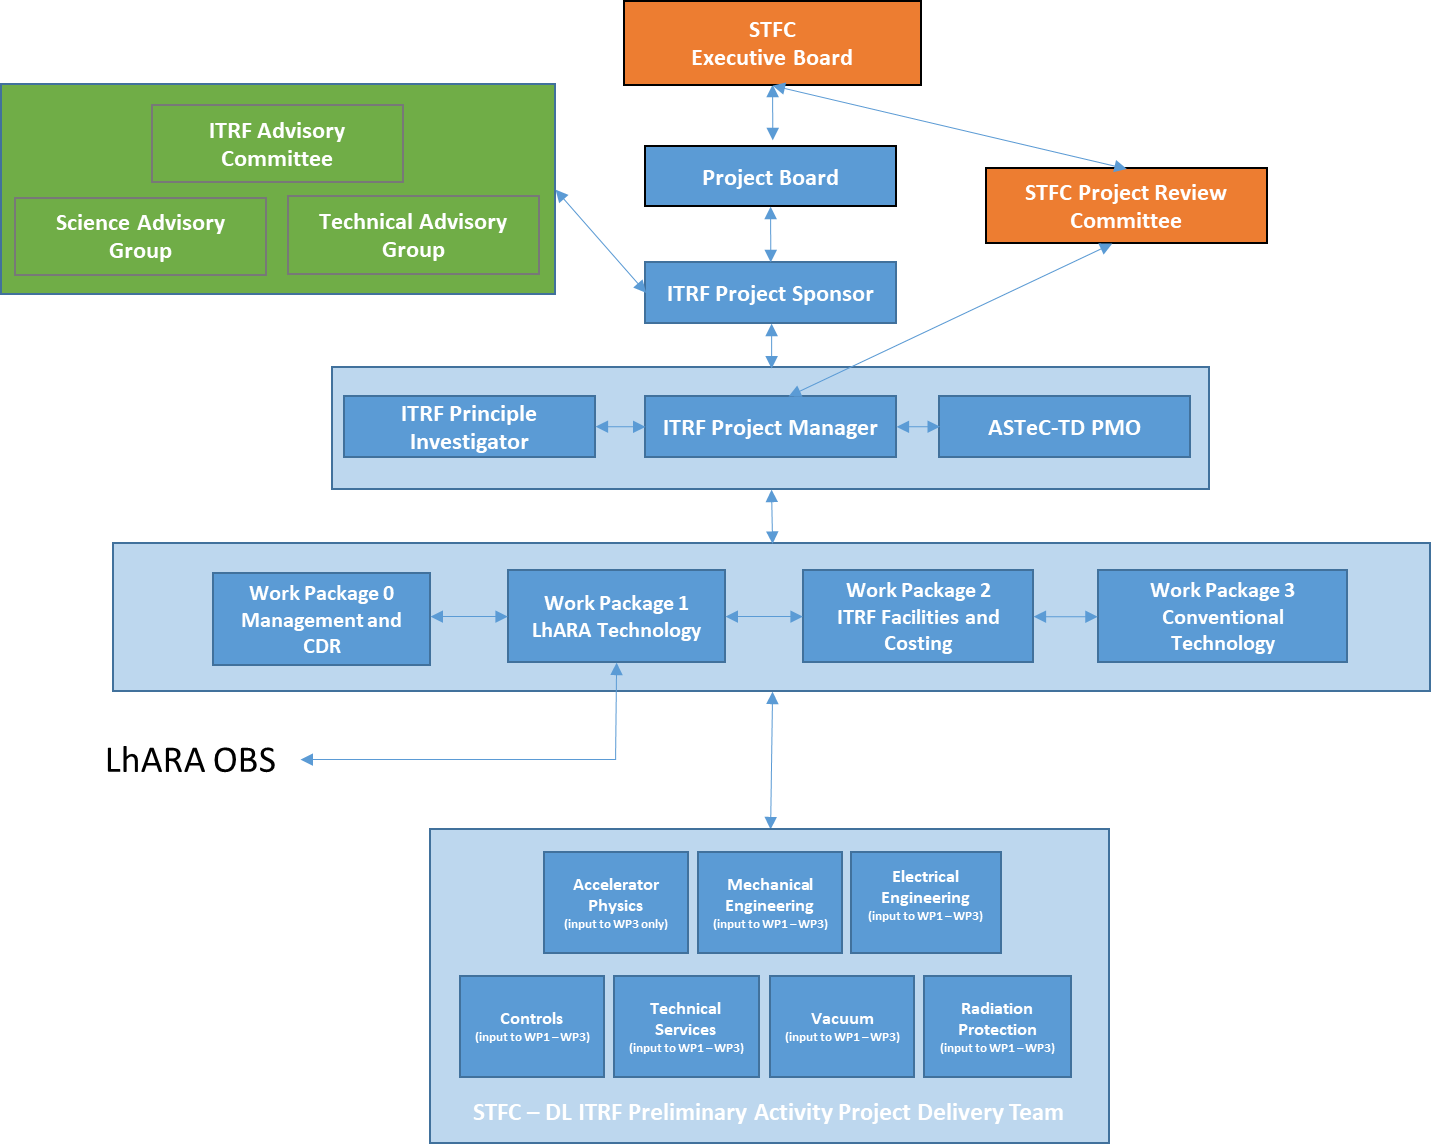 STFC
Executive Board
ITRF Advisory
Committee
Science Advisory
Group
Technical Advisory
Group
Project Board
STFC Project Review
Committee
ITRF Project Sponsor
ITRF Principle
Investigator
ITRF Project Manager
ASTeC-TD PMO
Work Package 0
Management and
CDR
Work Package 1
LhARA Technology
Work Package 2
ITRF Facilities and
Costing
Work Package 3
Conventional
Technology
LhARA OBS
Accelerator
Physics
(input to WP3 only)
Mechanical
Engineering
(input to WP1 – WP3)
Electrical
Engineering
(input to WP1 – WP3)
Controls
(input to WP1 – WP3)
Technical
Services
(input to WP1 – WP3)
Vacuum
(input to WP1 – WP3)
Radiation
Protection
(input to WP1 – WP3)
STFC – DL ITRF Preliminary Activity Project Delivery Team